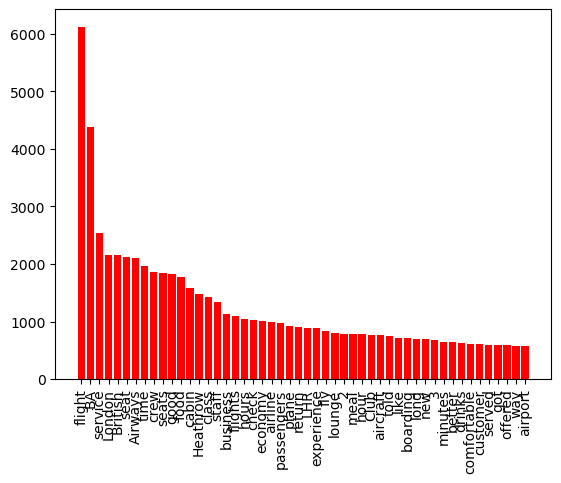 6000
5000
4000
3000
2000
1000
0
flight
BA
service
London
British
seat
Airways
time
crew
seats
good
food
cabin
Heathrow
class
staff
business
flights
hours
check
economy
airline
passengers
plane
return
LHR
experience
fly
lounge
2
meal
hour
Club
aircraft
told
like
boarding
long
new
3
minutes
better
drinks
comfortable
customer
served
got
offered
way
airport